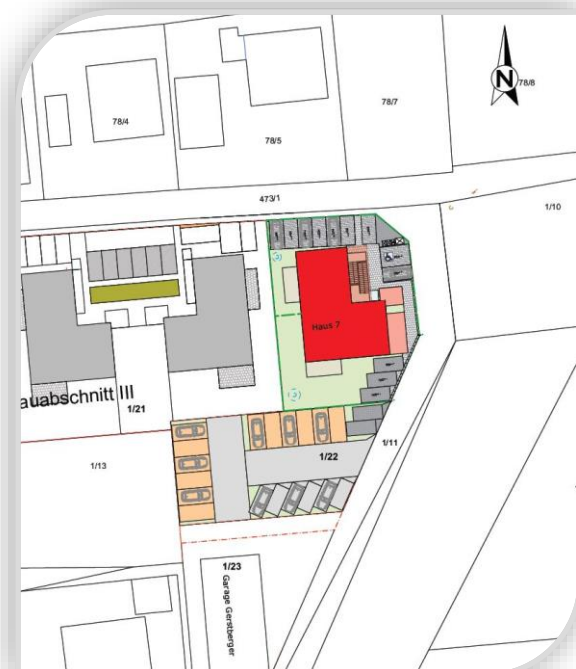 N
78/8
78/4
78/5
78/7
473/1
1/10
Haus 7
auabschnitt III
1/21
1/22
1/11
1/13
1/23
Garage Gerstberger